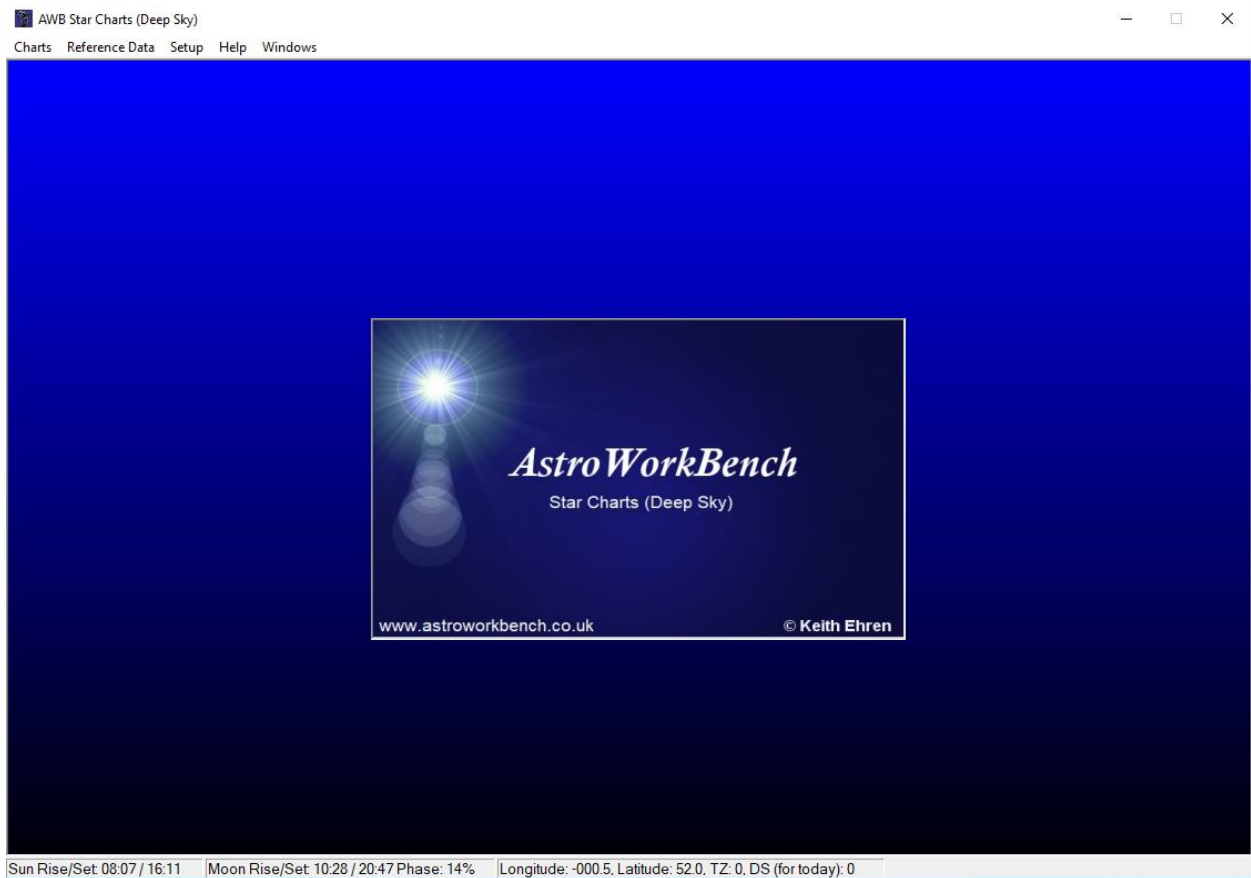 AWB Star Charts (Deep Sky)
Charts Reference Data Setup Help Windows
AstroWorkBench
Star Charts (Deep Sky)
www.astroworkbench.co.uk © Keith Ehren
Sun Rise/Set: 08:07 / 16:11 Moon Rise/Set: 10:28 / 20:47 Phase: 14% Longitude: -000.5, Latitude: 52.0, TZ: 0, DS (for today): 0